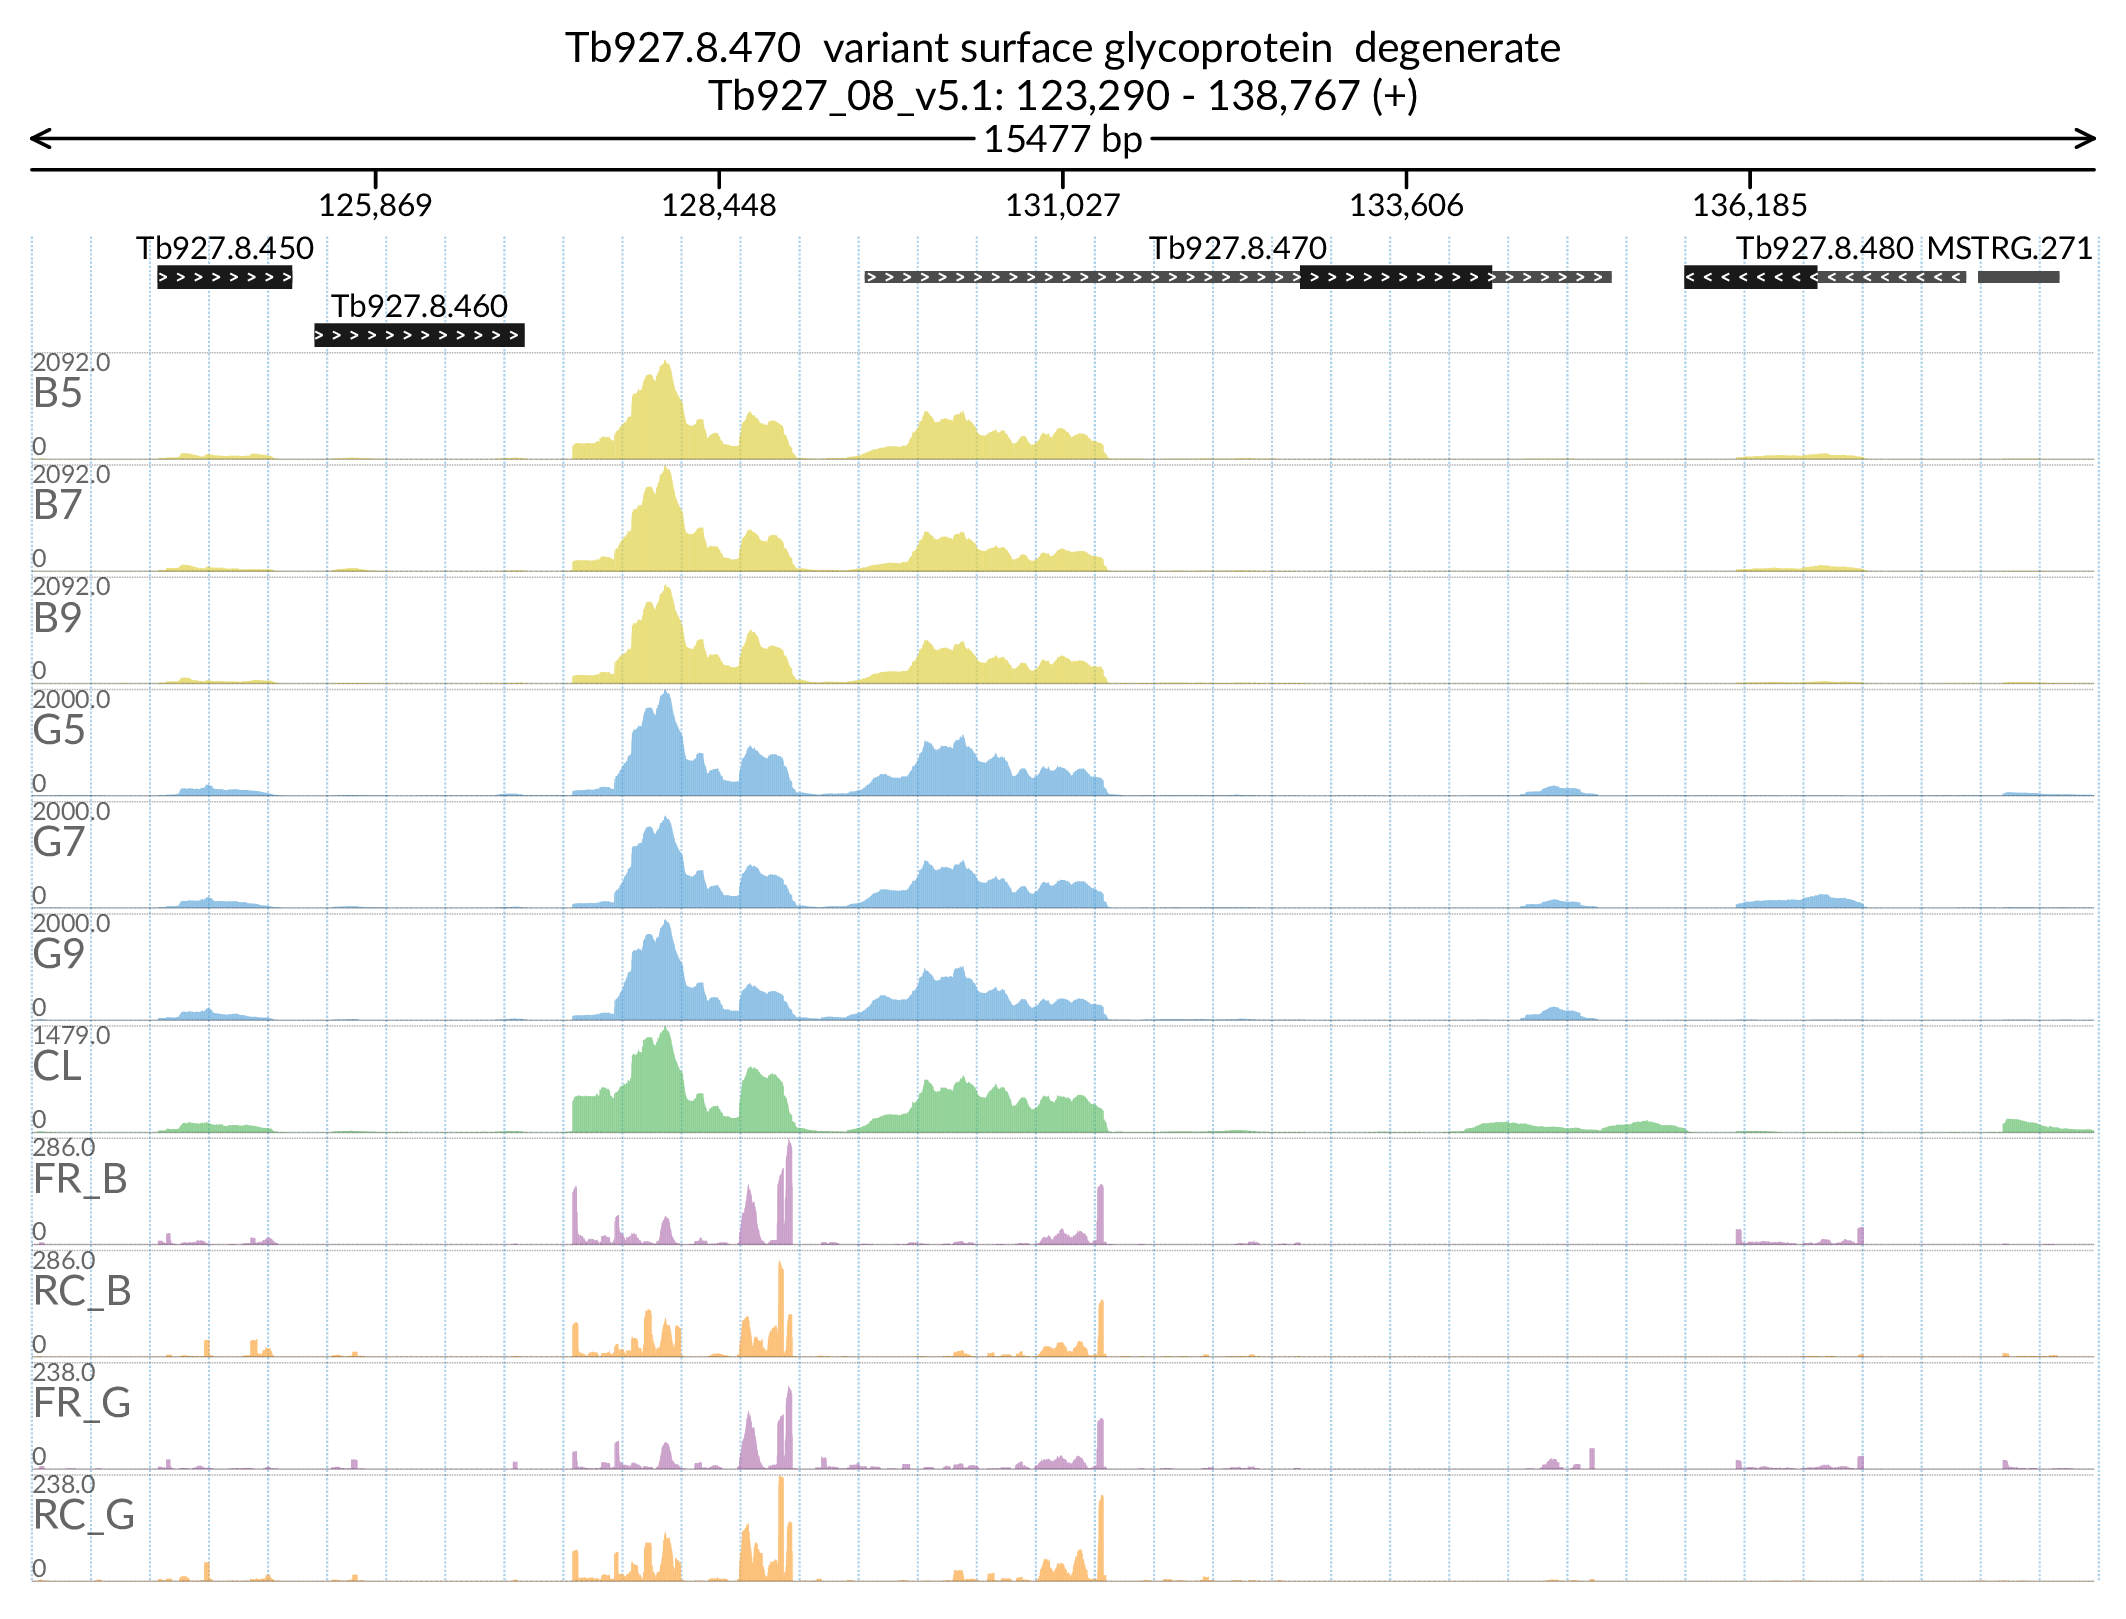 Tb927.8.470  variant surface glycoprotein  degenerate
Tb927_08_v5.1: 123,290 - 138,767 (+)
15477 bp
125,869 128,448 131,027 133,606 136,185
Tb927.8.450 Tb927.8.470 Tb927.8.480 MSTRG.271
Tb927.8.460
2092.0
B5
0
2092.0
B7
0
2092.0
B9
0
2000.0
G5
0
2000.0
G7
0
2000.0
G9
0
1479.0
CL
0
286.0
FR_B
0
286.0
RC_B
0
238.0
FR_G
0
238.0
RC_G
0